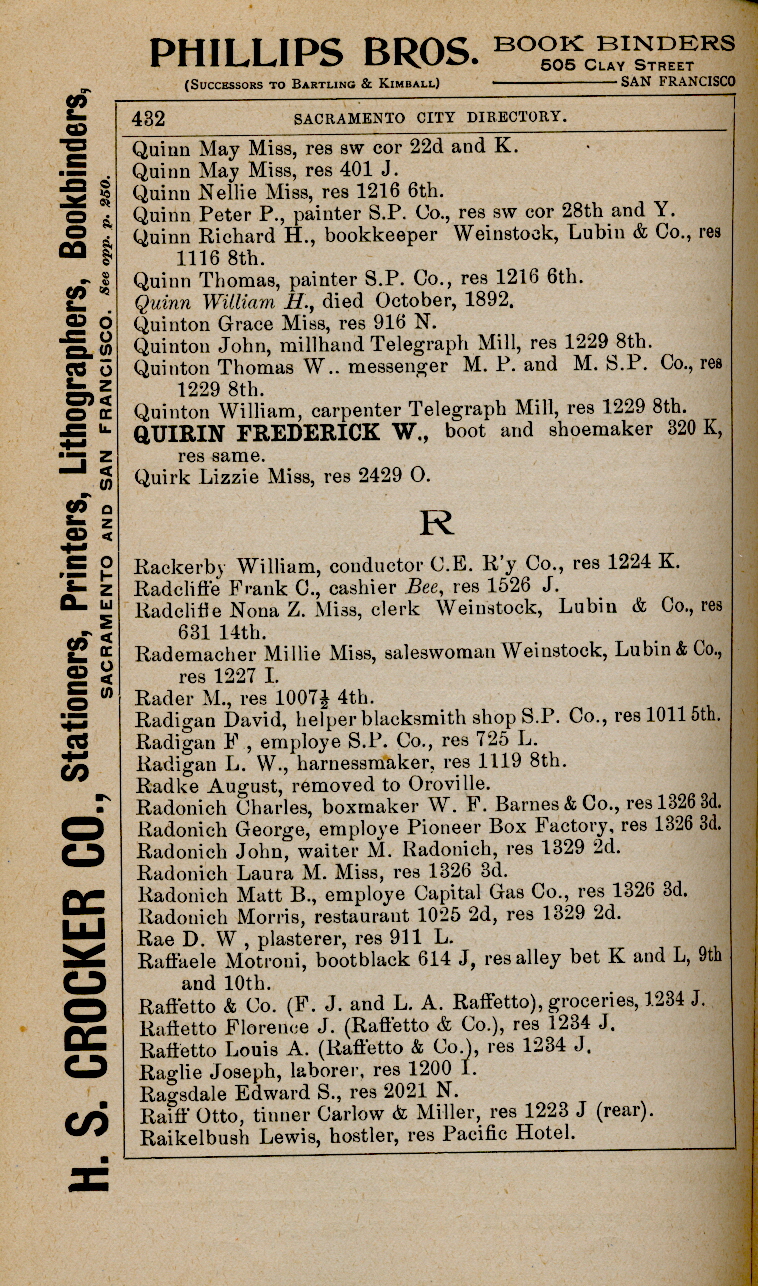 PHILLIPS BROS. BOOK BINDERS
505 CLAY STREET
(SUCCESSORS TO BARTLING & KIMBALL) SAN FRANCISCO
H. S. CROCKER CO., Stationers, Printers, Lithographers, Bookbinders,
SACRAMENTO AND SAN FRANCISCO. See opp. p. 250.
432 SACRAMENTO CITY DIRECTORY.
Quinn May Miss, res sw cor 22d and K.
Quinn May Miss, res 401 J.
Quinn Nellie Miss, res 1216 6th.
Quinn Peter P., painter S.P. Co., res sw cor 28th and Y.
Quinn Richard H., bookkeeper Weinstock, Lubin & Co., res
1116 8th.
Quinn Thomas, painter S.P. Co., res 1216 6th.
Quinn William H., died October, 1892.
Quinton Grace Miss, res 916 N.
Quinton John, millhand Telegraph Mill, res 1229 8th.
Quinton Thomas W.. messenger M. P. and M. S.P. Co., res
1229 8th.
Quinton William, carpenter Telegraph Mill, res 1229 8th.
QUIRIN FREDERICK W., boot and shoemaker 320 K,
res same.
Quirk Lizzie Miss, res 2429 O.
R
Rackerby William, conductor C.E. R'y Co., res 1224 K.
Radcliffe Frank C., cashier Bee, res 1526 J.
Radcliffe Nona Z. Miss, clerk Weinstock, Lubin & Co., res
631 14th.
Rademacher Millie Miss, saleswoman Weinstock, Lubin & Co.,
res 1227 I.
Rader M., res 1007½ 4th.
Radigan David, helper blacksmith shop S.P. Co., res 1011 5th.
Radigan F , employe S.P. Co., res 725 L.
Radigan L. W., harnessmaker, res 1119 8th.
Radke August, removed to Oroville.
Radonich Charles, boxmaker W. F. Barnes & Co., res 1326 3d.
Radonich George, employe Pioneer Box Factory, res 1326 3d.
Radonich John, waiter M. Radonich, res 1329 2d.
Radonich Laura M. Miss, res 1326 3d.
Radonich Matt B., employe Capital Gas Co., res 1326 3d.
Radonich Morris, restaurant 1025 2d, res 1329 2d.
Rae D. W , plasterer, res 911 L.
Raffaele Motroni, bootblack 614 J, res alley bet K and L, 9th
and 10th.
Raffetto & Co. (F. J. and L. A. Raffetto), groceries, 1234 J.
Raffetto Florence J. (Raffetto & Co.), res 1234 J.
Raffetto Louis A. (Raffetto & Co.), res 1234 J.
Raglie Joseph, laborer, res 1200 I.
Ragsdale Edward S., res 2021 N.
Raiff Otto, tinner Carlow & Miller, res 1223 J (rear).
Raikelbush Lewis, hostler, res Pacific Hotel.